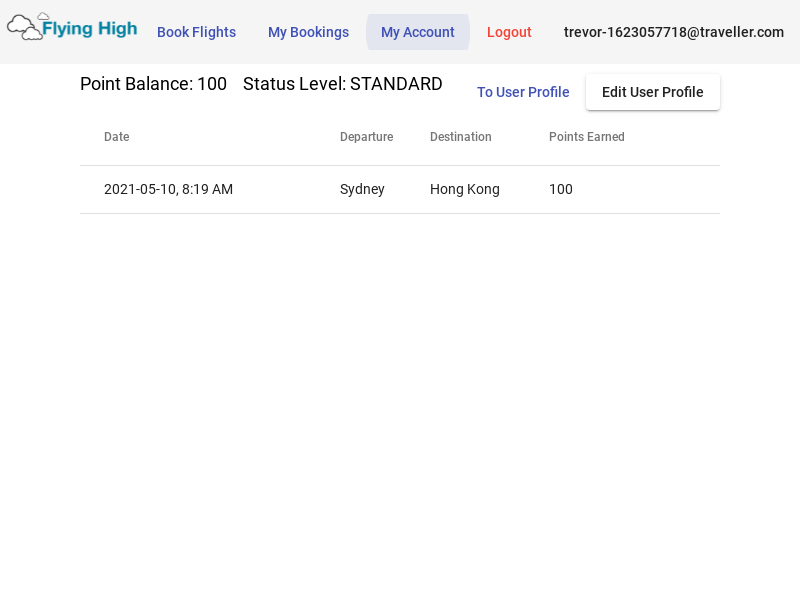 Flying High Book Flights My Bookings My Account Logout trevor-1623057718@traveller.com
Point Balance: 100 Status Level: STANDARD To User Profile Edit User Profile
Date Departure Destination Points Earned
2021-05-10, 8:19 AM Sydney Hong Kong 100